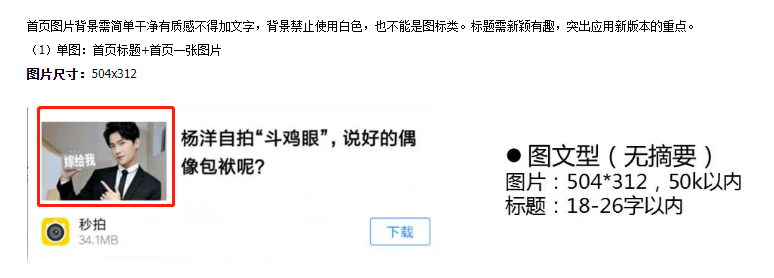 首页图片背景需简单干净有质感不得加文字，背景禁止使用白色，也不能是图标类。标题需新颖有趣，突出应用新版本的重点。
（1）单图：首页标题+首页一张图片
图片尺寸：504x312
嫁给我
杨洋自拍“斗鸡眼”，说好的偶
像包袱呢？
秒拍
34.1MB
下载
● 图文型（无摘要）
图片：504*312，50k以内
标题：18-26字以内